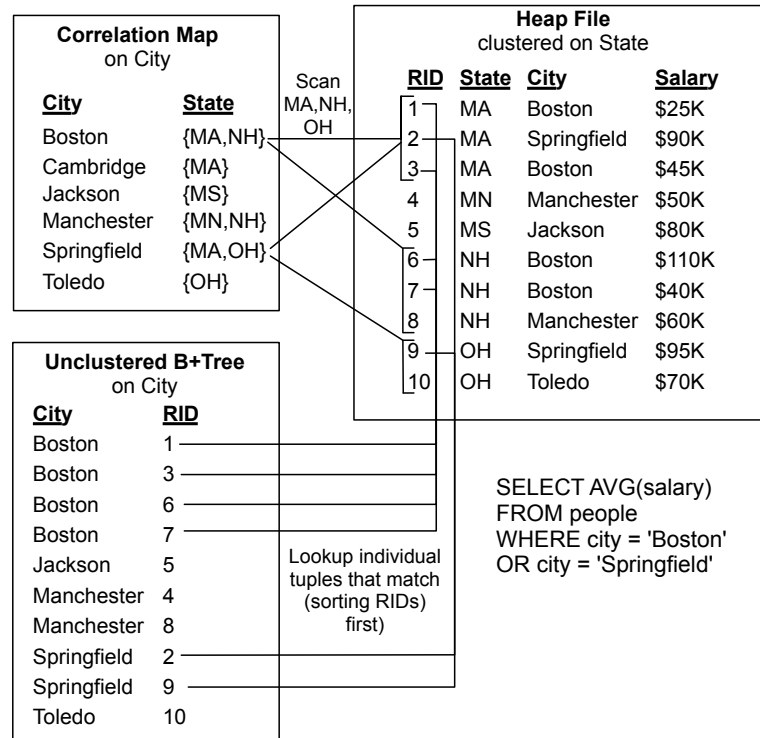 Correlation Map
on City
City State
Boston {MA,NH}
Cambridge {MA}
Jackson {MS}
Manchester {MN,NH}
Springfield {MA,OH}
Toledo {OH}
Scan
MA,NH,
OH
Heap File
clustered on State
RID State City Salary
1 MA Boston $25K
2 MA Springfield $90K
3 MA Boston $45K
4 MN Manchester $50K
5 MS Jackson $80K
6 NH Boston $110K
7 NH Boston $40K
8 NH Manchester $60K
9 OH Springfield $95K
10 OH Toledo $70K
Unclustered B+Tree
on City
City RID
Boston 1
Boston 3
Boston 6
Boston 7
Jackson 5
Manchester 4
Manchester 8
Springfield 2
Springfield 9
Toledo 10
Lookup individual
tuples that match
(sorting RIDs)
first)
SELECT AVG(salary)
FROM people
WHERE city = 'Boston'
OR city = 'Springfield'